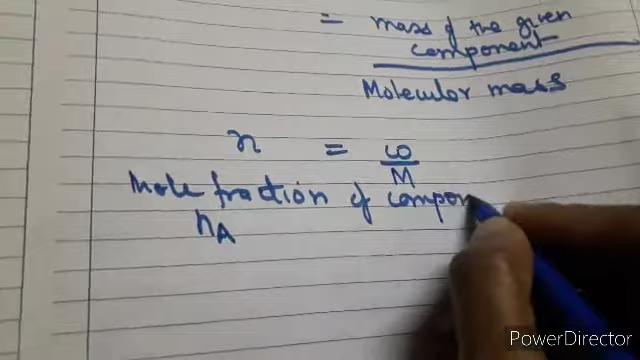 = mass of the given
component
Molecular mass
n = w
M
Mole fraction of compon
nA
PowerDirector